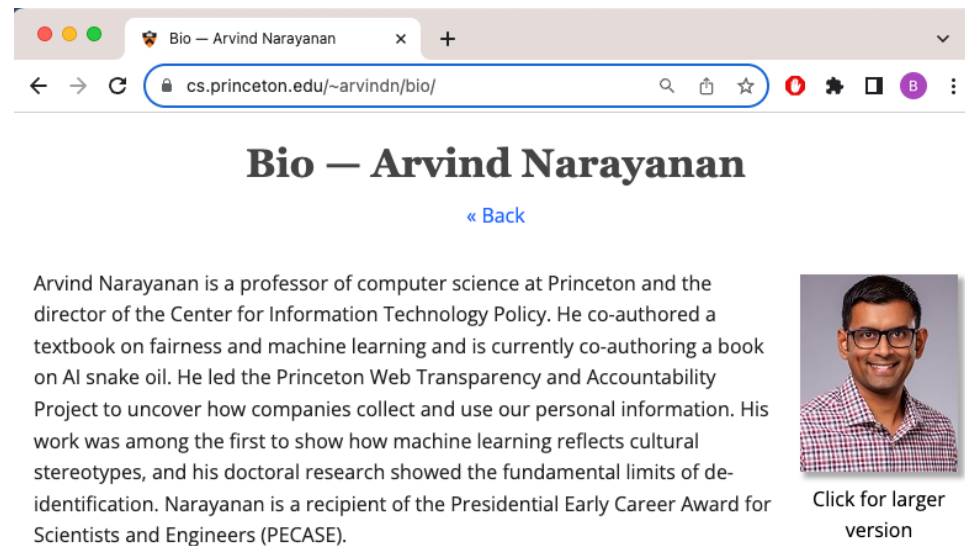 Bio — Arvind Narayanan
cs.princeton.edu/~arvindn/bio/
B
Bio — Arvind Narayanan
« Back
Arvind Narayanan is a professor of computer science at Princeton and the
director of the Center for Information Technology Policy. He co-authored a
textbook on fairness and machine learning and is currently co-authoring a book
on AI snake oil. He led the Princeton Web Transparency and Accountability
Project to uncover how companies collect and use our personal information. His
work was among the first to show how machine learning reflects cultural
stereotypes, and his doctoral research showed the fundamental limits of de-
identification. Narayanan is a recipient of the Presidential Early Career Award for
Scientists and Engineers (PECASE).
Click for larger
version